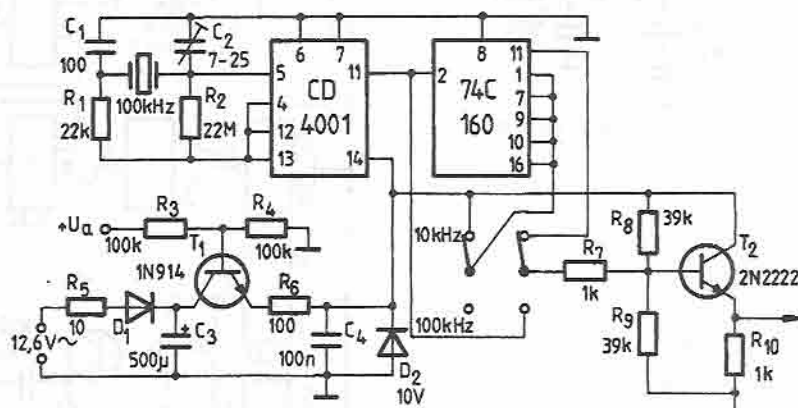 C1
100
100kHz
C2
7-25
R1
22k
R2
22M
6
7
5
4
12
13
CD
4001
11
14
8
2
74C
160
11
1
7
9
10
16
+Ua
R3
100k
T1
R4
100k
1N914
R5
10
D1
12,6V~
+
C3
500µ
R6
100
C4
100n
D2
10V
10kHz
100kHz
R7
1k
R8
39k
R9
39k
T2
2N2222
R10
1k